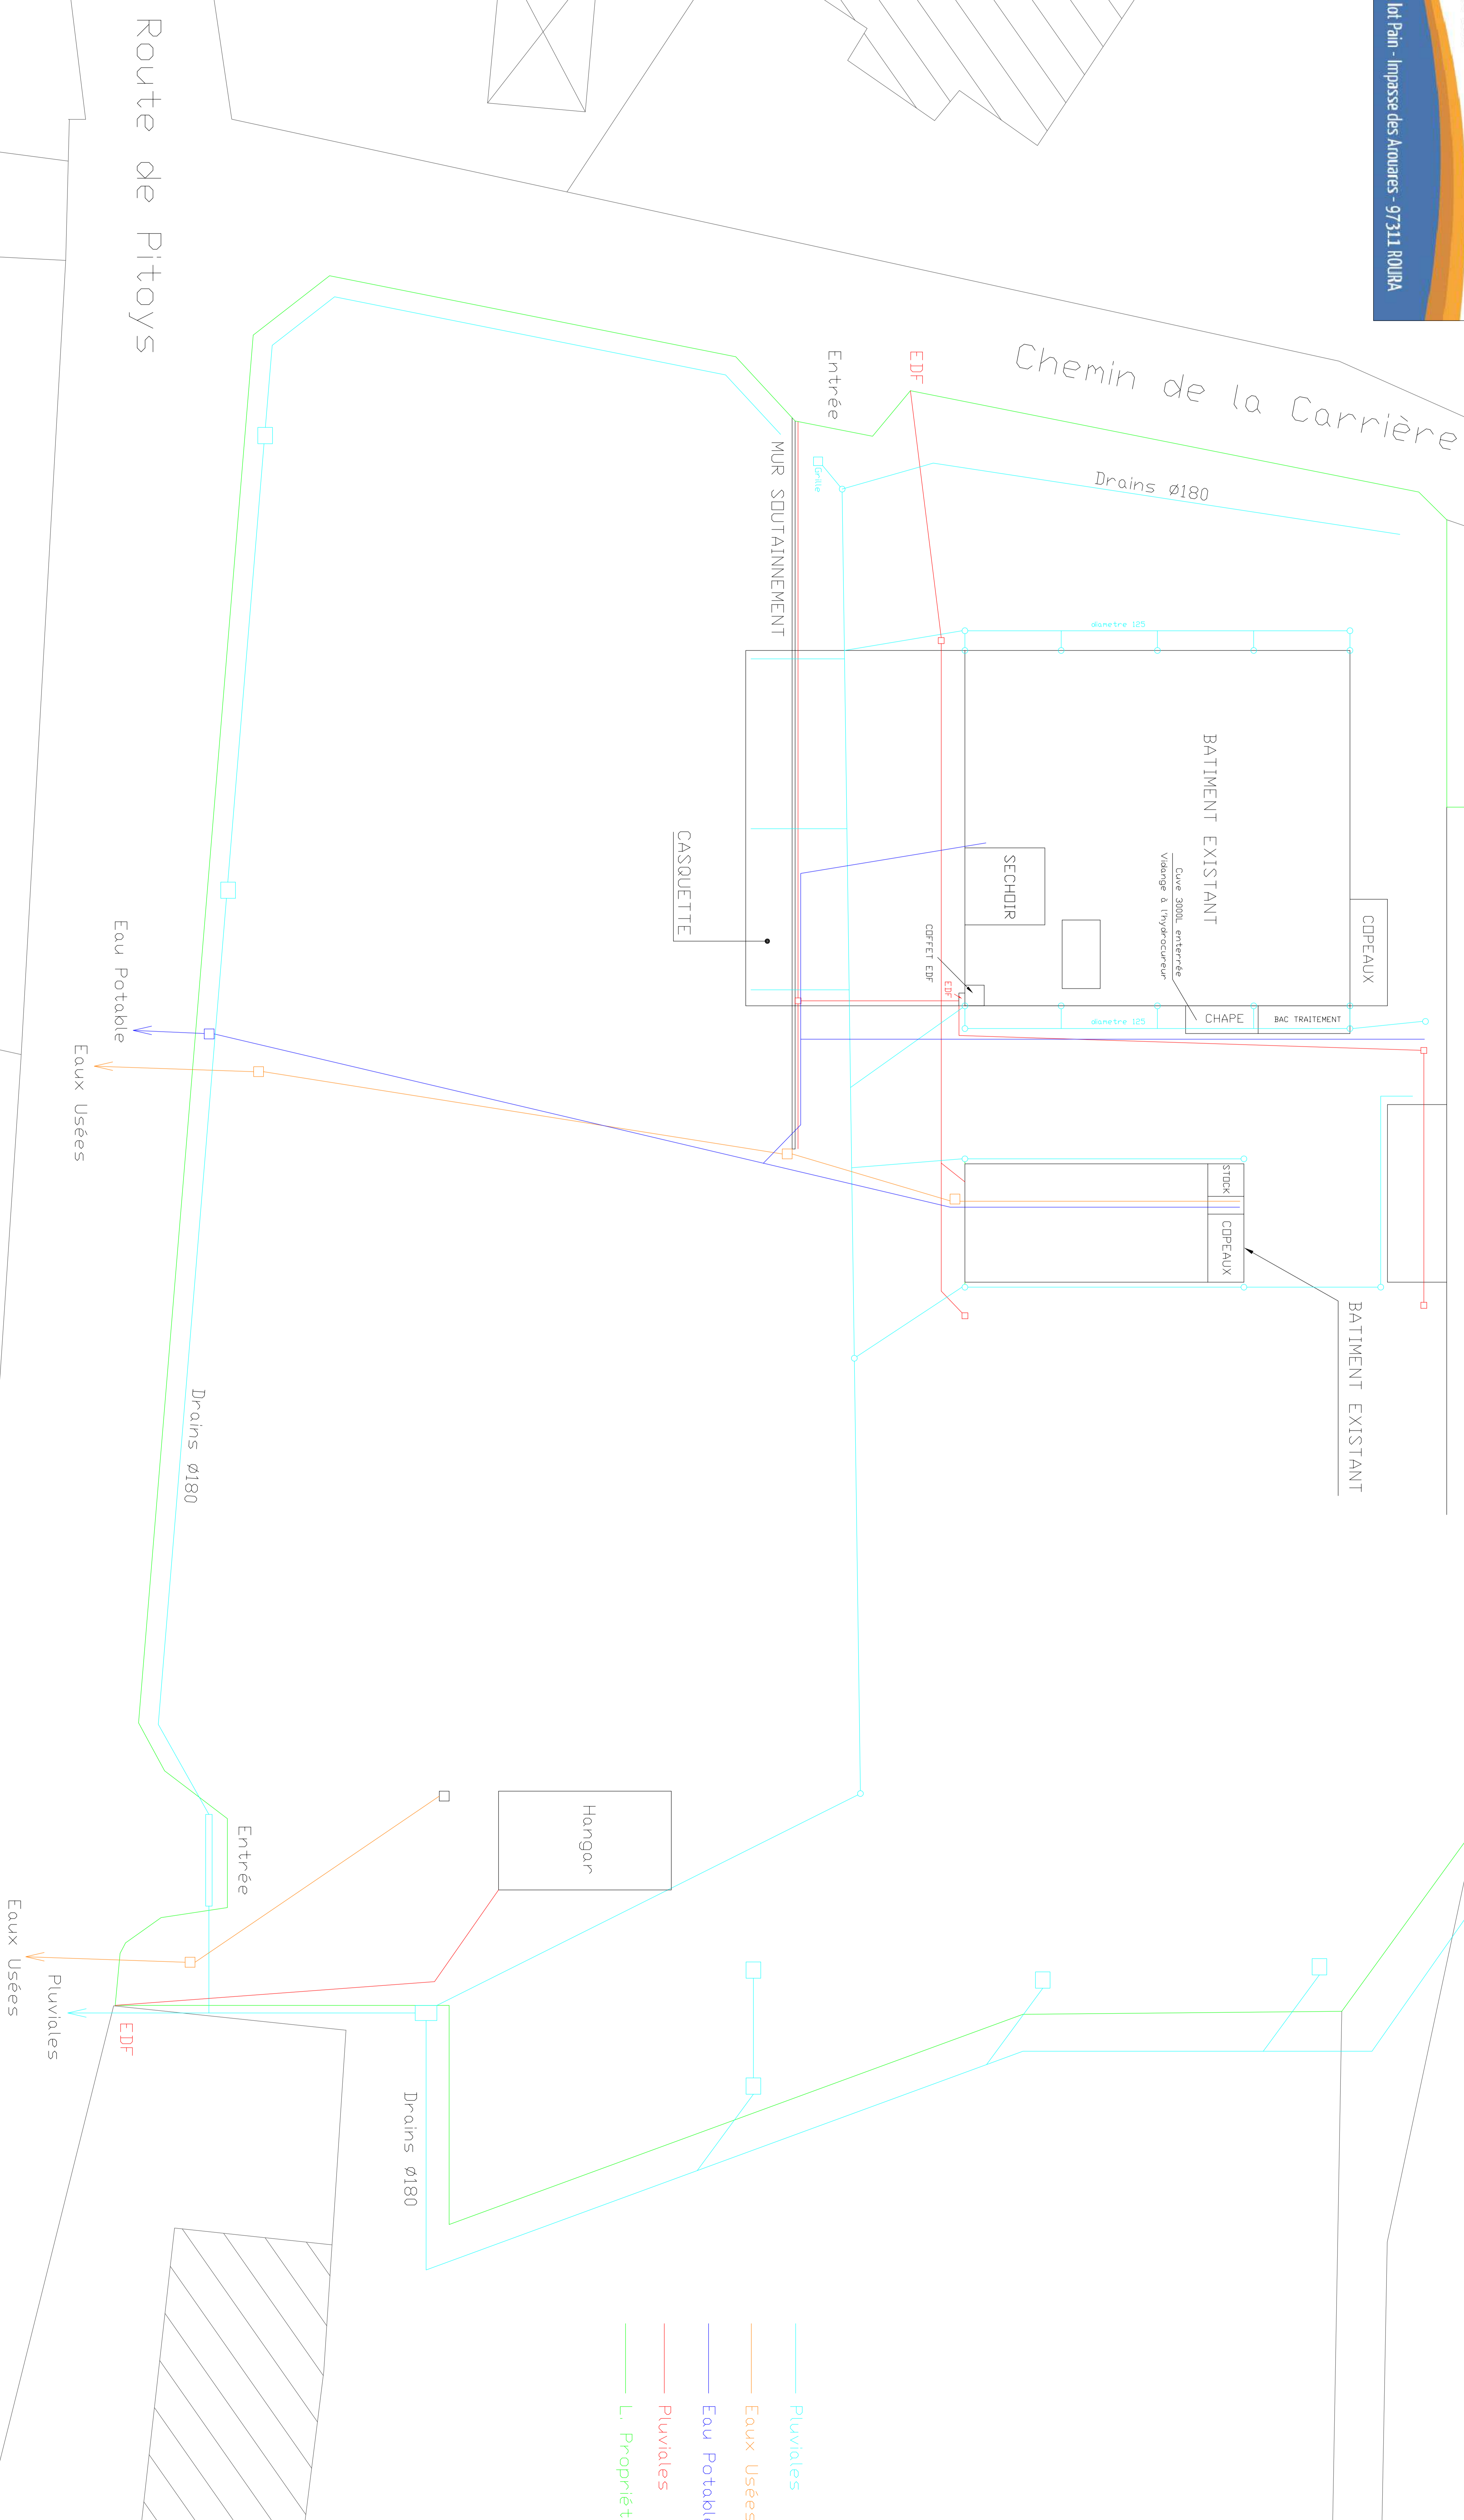 lot Pain - Impasse des Arouares - 97311 ROURA
Chemin de la Carrière
EDF
Entrée
Drains Ø180
Grille
MUR SOUTAINNEMENT
diametre 125
BATIMENT EXISTANT
Cuve 3000L enterrée
Vidange à l'hydrocureur
COPEAUX
SECHOIR
COFFET EDF
EDF
CASQUETTE
diametre 125
CHAPE
BAC TRAITEMENT
STOCK
COPEAUX
BATIMENT EXISTANT
Route de Pitoys
Eau Potable
Eaux Usées
Drains Ø180
Hangar
Entrée
Eaux Usées
Pluviales
EDF
Drains Ø180
Pluviales
Eaux Usées
Eau Potable
Pluviales
L. Propriét